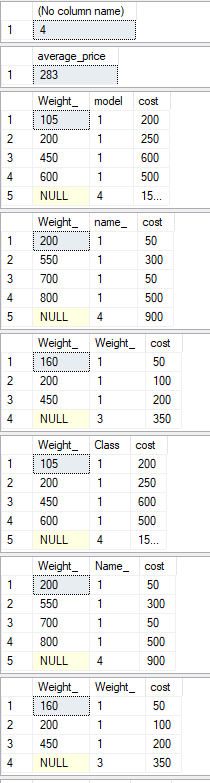 (No column name)
1 4
average_price
1 283
Weight_ model cost
1 105 1 200
2 200 1 250
3 450 1 600
4 600 1 500
5 NULL 4 15...
Weight_ name_ cost
1 200 1 50
2 550 1 300
3 700 1 50
4 800 1 500
5 NULL 4 900
Weight_ Weight_ cost
1 160 1 50
2 200 1 100
3 450 1 200
4 NULL 3 350
Weight_ Class cost
1 105 1 200
2 200 1 250
3 450 1 600
4 600 1 500
5 NULL 4 15...
Weight_ Name_ cost
1 200 1 50
2 550 1 300
3 700 1 50
4 800 1 500
5 NULL 4 900
Weight_ Weight_ cost
1 160 1 50
2 200 1 100
3 450 1 200
4 NULL 3 350